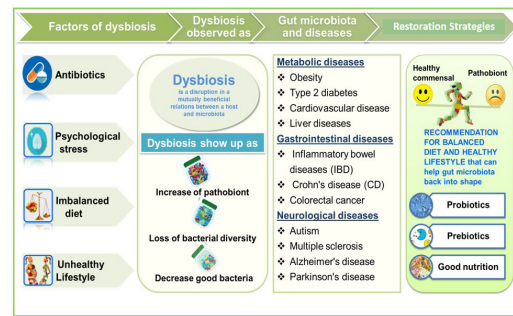 Factors of dysbiosis
Dysbiosis
observed as
Gut microbiota
and diseases
Restoration Strategies
Antibiotics
Psychological
stress
Imbalanced
diet
Unhealthy
Lifestyle
Dysbiosis
is a disruption in a
mutually beneficial
relations between a host
and microbiota
Dysbiosis show up as
Increase of pathobiont
Loss of bacterial diversity
Decrease good bacteria
Metabolic diseases
❖ Obesity
❖ Type 2 diabetes
❖ Cardiovascular disease
❖ Liver diseases
Gastrointestinal diseases
❖ Inflammatory bowel
diseases (IBD)
❖ Crohn's disease (CD)
❖ Colorectal cancer
Neurological diseases
❖ Autism
❖ Multiple sclerosis
❖ Alzheimer's disease
❖ Parkinson's disease
Healthy
commensal
Pathobiont
RECOMMENDATION
FOR BALANCED
DIET AND HEALTHY
LIFESTYLE that can
help gut microbiota
back into shape
Probiotics
Prebiotics
Good nutrition